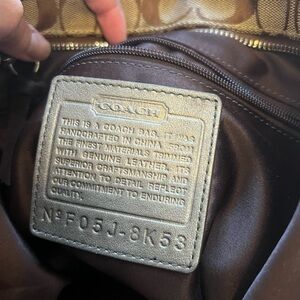 COACH
THIS IS A COACH BAG. IT WAS
HANDCRAFTED IN CHINA FROM
THE FINEST MATERIALS TRIMMED
WITH GENUINE LEATHER. ITS
SUPERIOR CRAFTSMANSHIP AND
ATTENTION TO DETAIL REFLECT
OUR COMMITMENT TO ENDURING
QUALITY.
Nº F05J-8K53